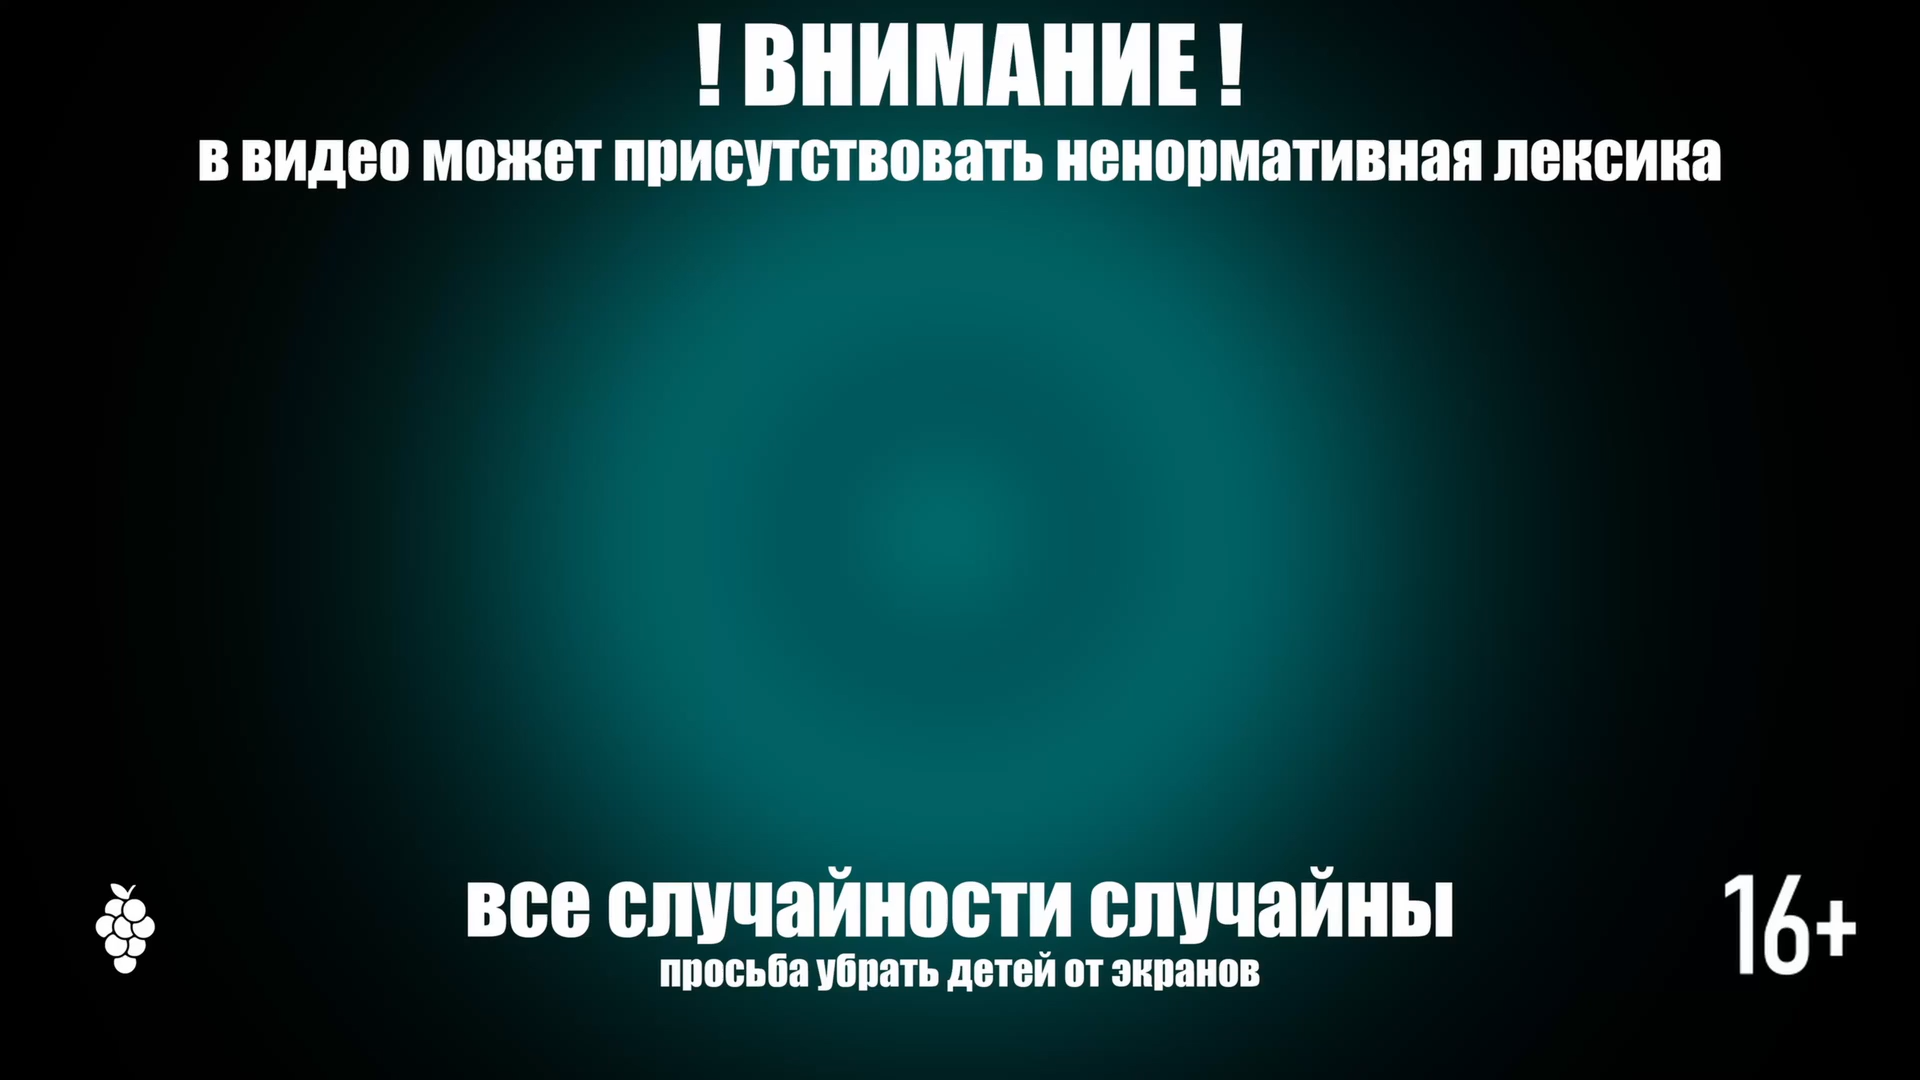 ! ВНИМАНИЕ !
в видео может присутствовать ненормативная лексика
все случайности случайны
просьба убрать детей от экранов
16+